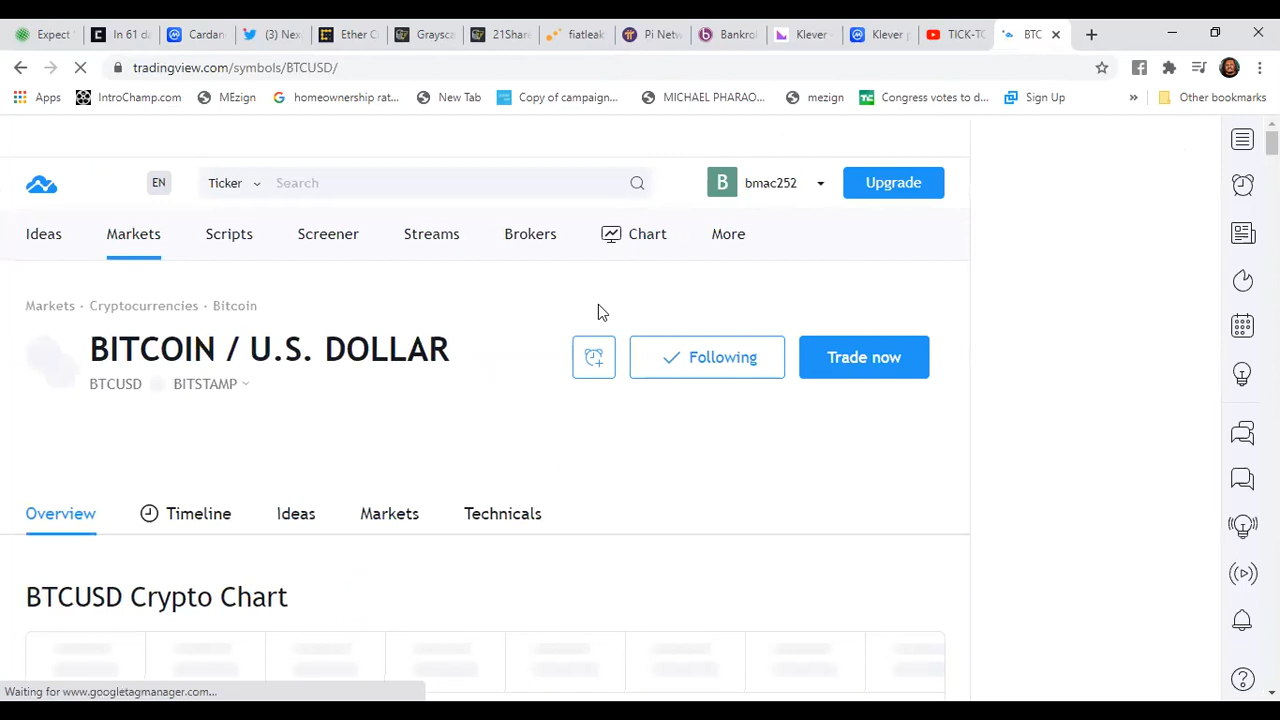 Expect
In 61 da
Cardan
(3) Nex
Ether C
Grayscal
21Share
fiatleak
Pi Netw
Bankrol
Klever -
Klever p
TICK-TO
BTC
tradingview.com/symbols/BTCUSD/
Apps
IntroChamp.com
MEzign
homeownership rat...
New Tab
Copy of campaign...
MICHAEL PHARAO...
mezign
Congress votes to d...
Sign Up
Other bookmarks
EN
Ticker
Search
B
bmac252
Upgrade
Ideas
Markets
Scripts
Screener
Streams
Brokers
Chart
More
Markets · Cryptocurrencies · Bitcoin
BITCOIN / U.S. DOLLAR
Following
Trade now
BTCUSD
BITSTAMP
Overview
Timeline
Ideas
Markets
Technicals
BTCUSD Crypto Chart
Waiting for www.googletagmanager.com...